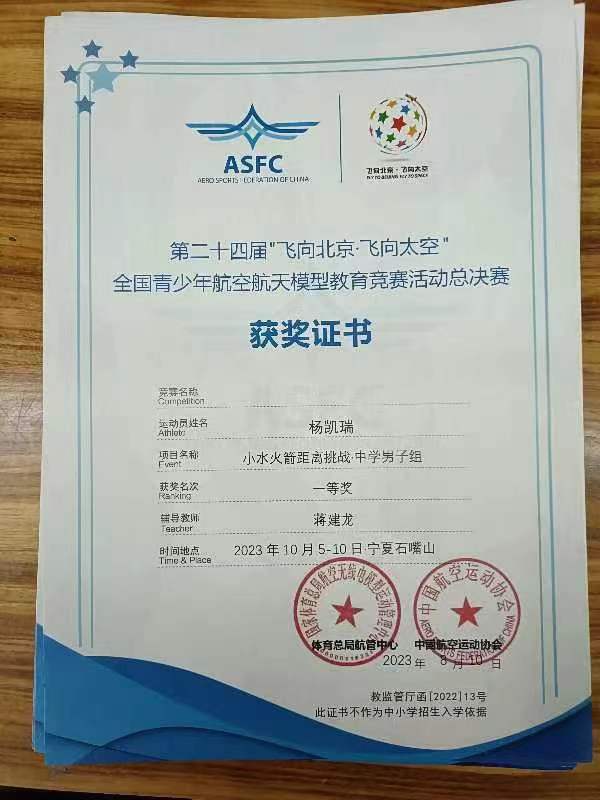 ASFC
AERO SPORTS FEDERATION OF CHINA
飞向北京·飞向太空
FLY TO BEIJING FLY TO SPACE
第二十四届"飞向北京·飞向太空"
全国青少年航空航天模型教育竞赛活动总决赛
获奖证书
竞赛名称
Competition
运动员姓名 杨凯瑞
Athlete
项目名称 小水火箭距离挑战·中学男子组
Event
获奖名次 一等奖
Ranking
辅导教师 蒋建龙
Teacher
时间地点 2023年10月5-10日·宁夏石嘴山
Time & Place
国家体育总局航空无线电模型运动管理中心
中国航空运动协会
AERO SPORTS FEDERATION OF CHINA
体育总局航管中心 中国航空运动协会
2023 年 8 月 10 日
教监管厅函[2022]13号
此证书不作为中小学招生入学依据